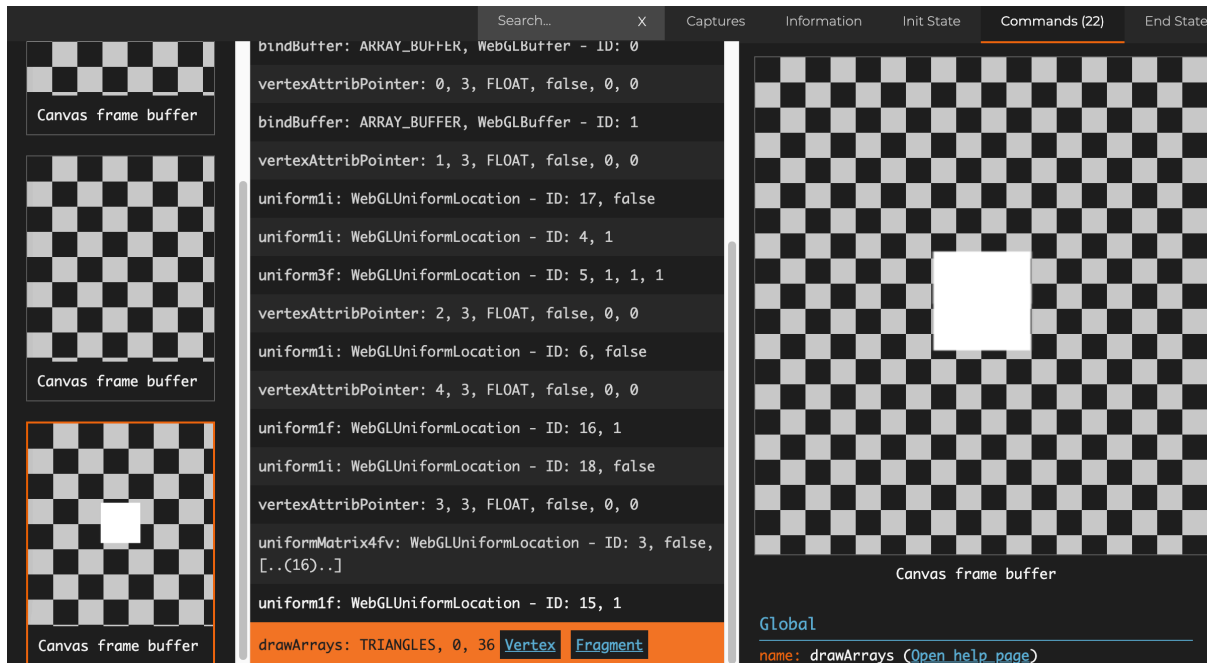 Search... X Captures Information Init State Commands (22) End State
Canvas frame buffer
Canvas frame buffer
Canvas frame buffer
bindBuffer: ARRAY_BUFFER, WebGLBuffer - ID: 0
vertexAttribPointer: 0, 3, FLOAT, false, 0, 0
bindBuffer: ARRAY_BUFFER, WebGLBuffer - ID: 1
vertexAttribPointer: 1, 3, FLOAT, false, 0, 0
uniform1i: WebGLUniformLocation - ID: 17, false
uniform1i: WebGLUniformLocation - ID: 4, 1
uniform3f: WebGLUniformLocation - ID: 5, 1, 1, 1
vertexAttribPointer: 2, 3, FLOAT, false, 0, 0
uniform1i: WebGLUniformLocation - ID: 6, false
vertexAttribPointer: 4, 3, FLOAT, false, 0, 0
uniform1f: WebGLUniformLocation - ID: 16, 1
uniform1i: WebGLUniformLocation - ID: 18, false
vertexAttribPointer: 3, 3, FLOAT, false, 0, 0
uniformMatrix4fv: WebGLUniformLocation - ID: 3, false,
[..(16)..]
uniform1f: WebGLUniformLocation - ID: 15, 1
drawArrays: TRIANGLES, 0, 36 Vertex Fragment
Canvas frame buffer
Global
name: drawArrays (Open help page)